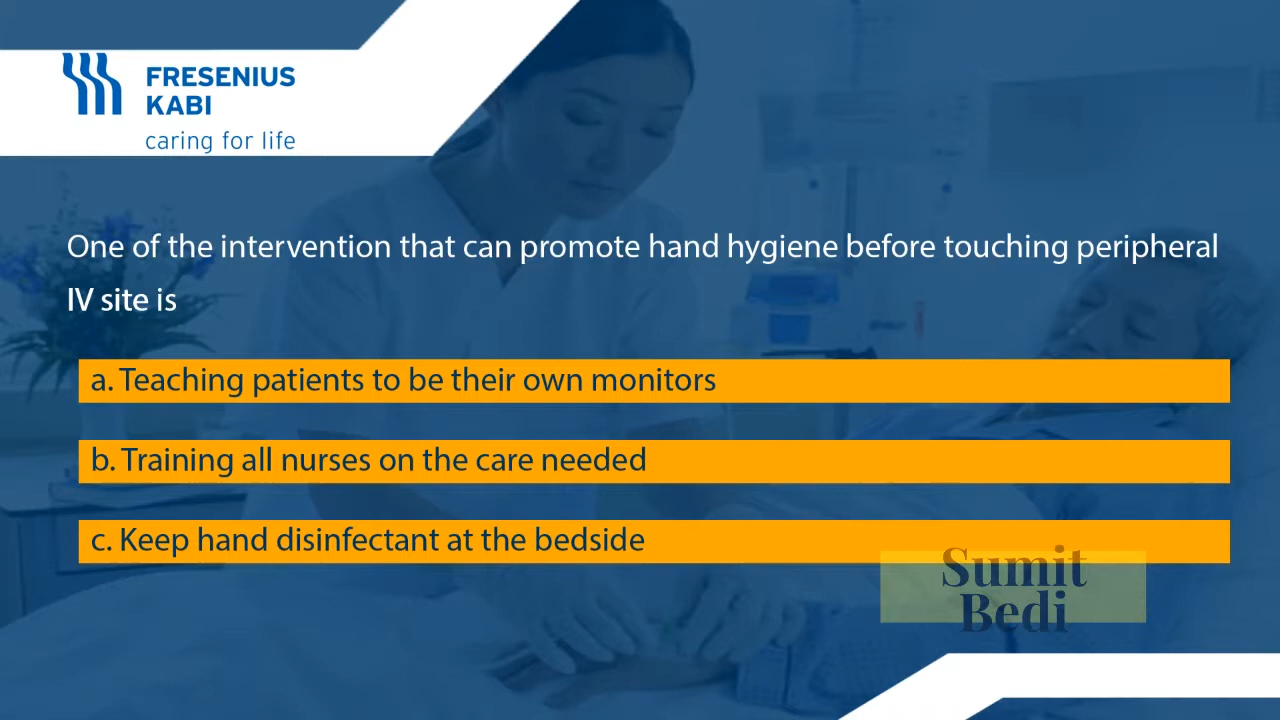 FRESENIUS
KABI
caring for life
One of the intervention that can promote hand hygiene before touching peripheral
IV site is
a. Teaching patients to be their own monitors
b. Training all nurses on the care needed
c. Keep hand disinfectant at the bedside
Sumit
Bedi